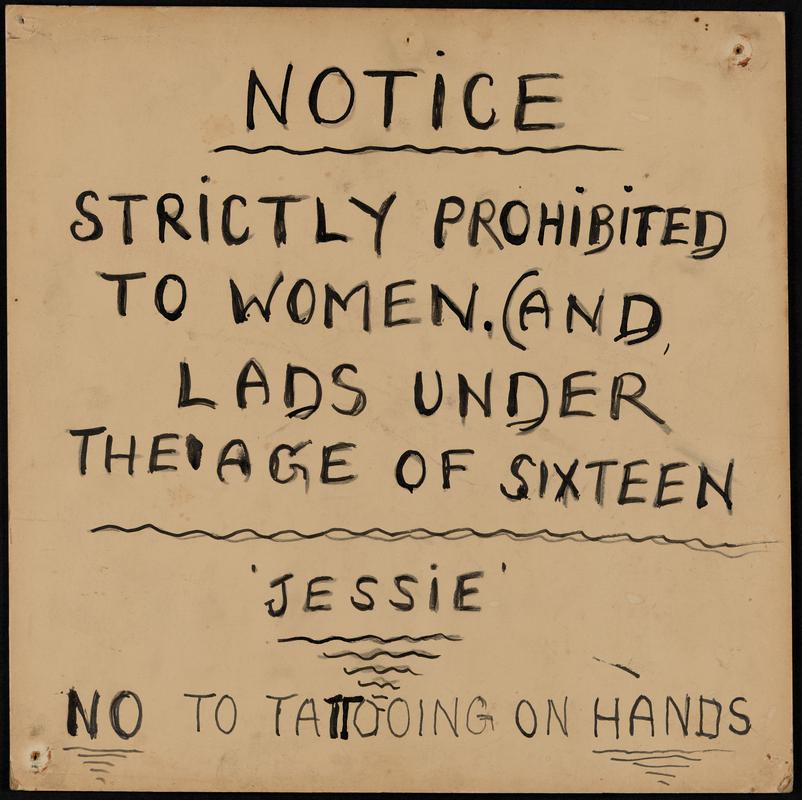 NOTiCE
STRiCTLY PROHiBiTED
TO WOMEN.(AND,
LADS UNDER
THE AGE OF SIXTEEN
'JESSiE'
NO TO TATTOOING ON HANDS